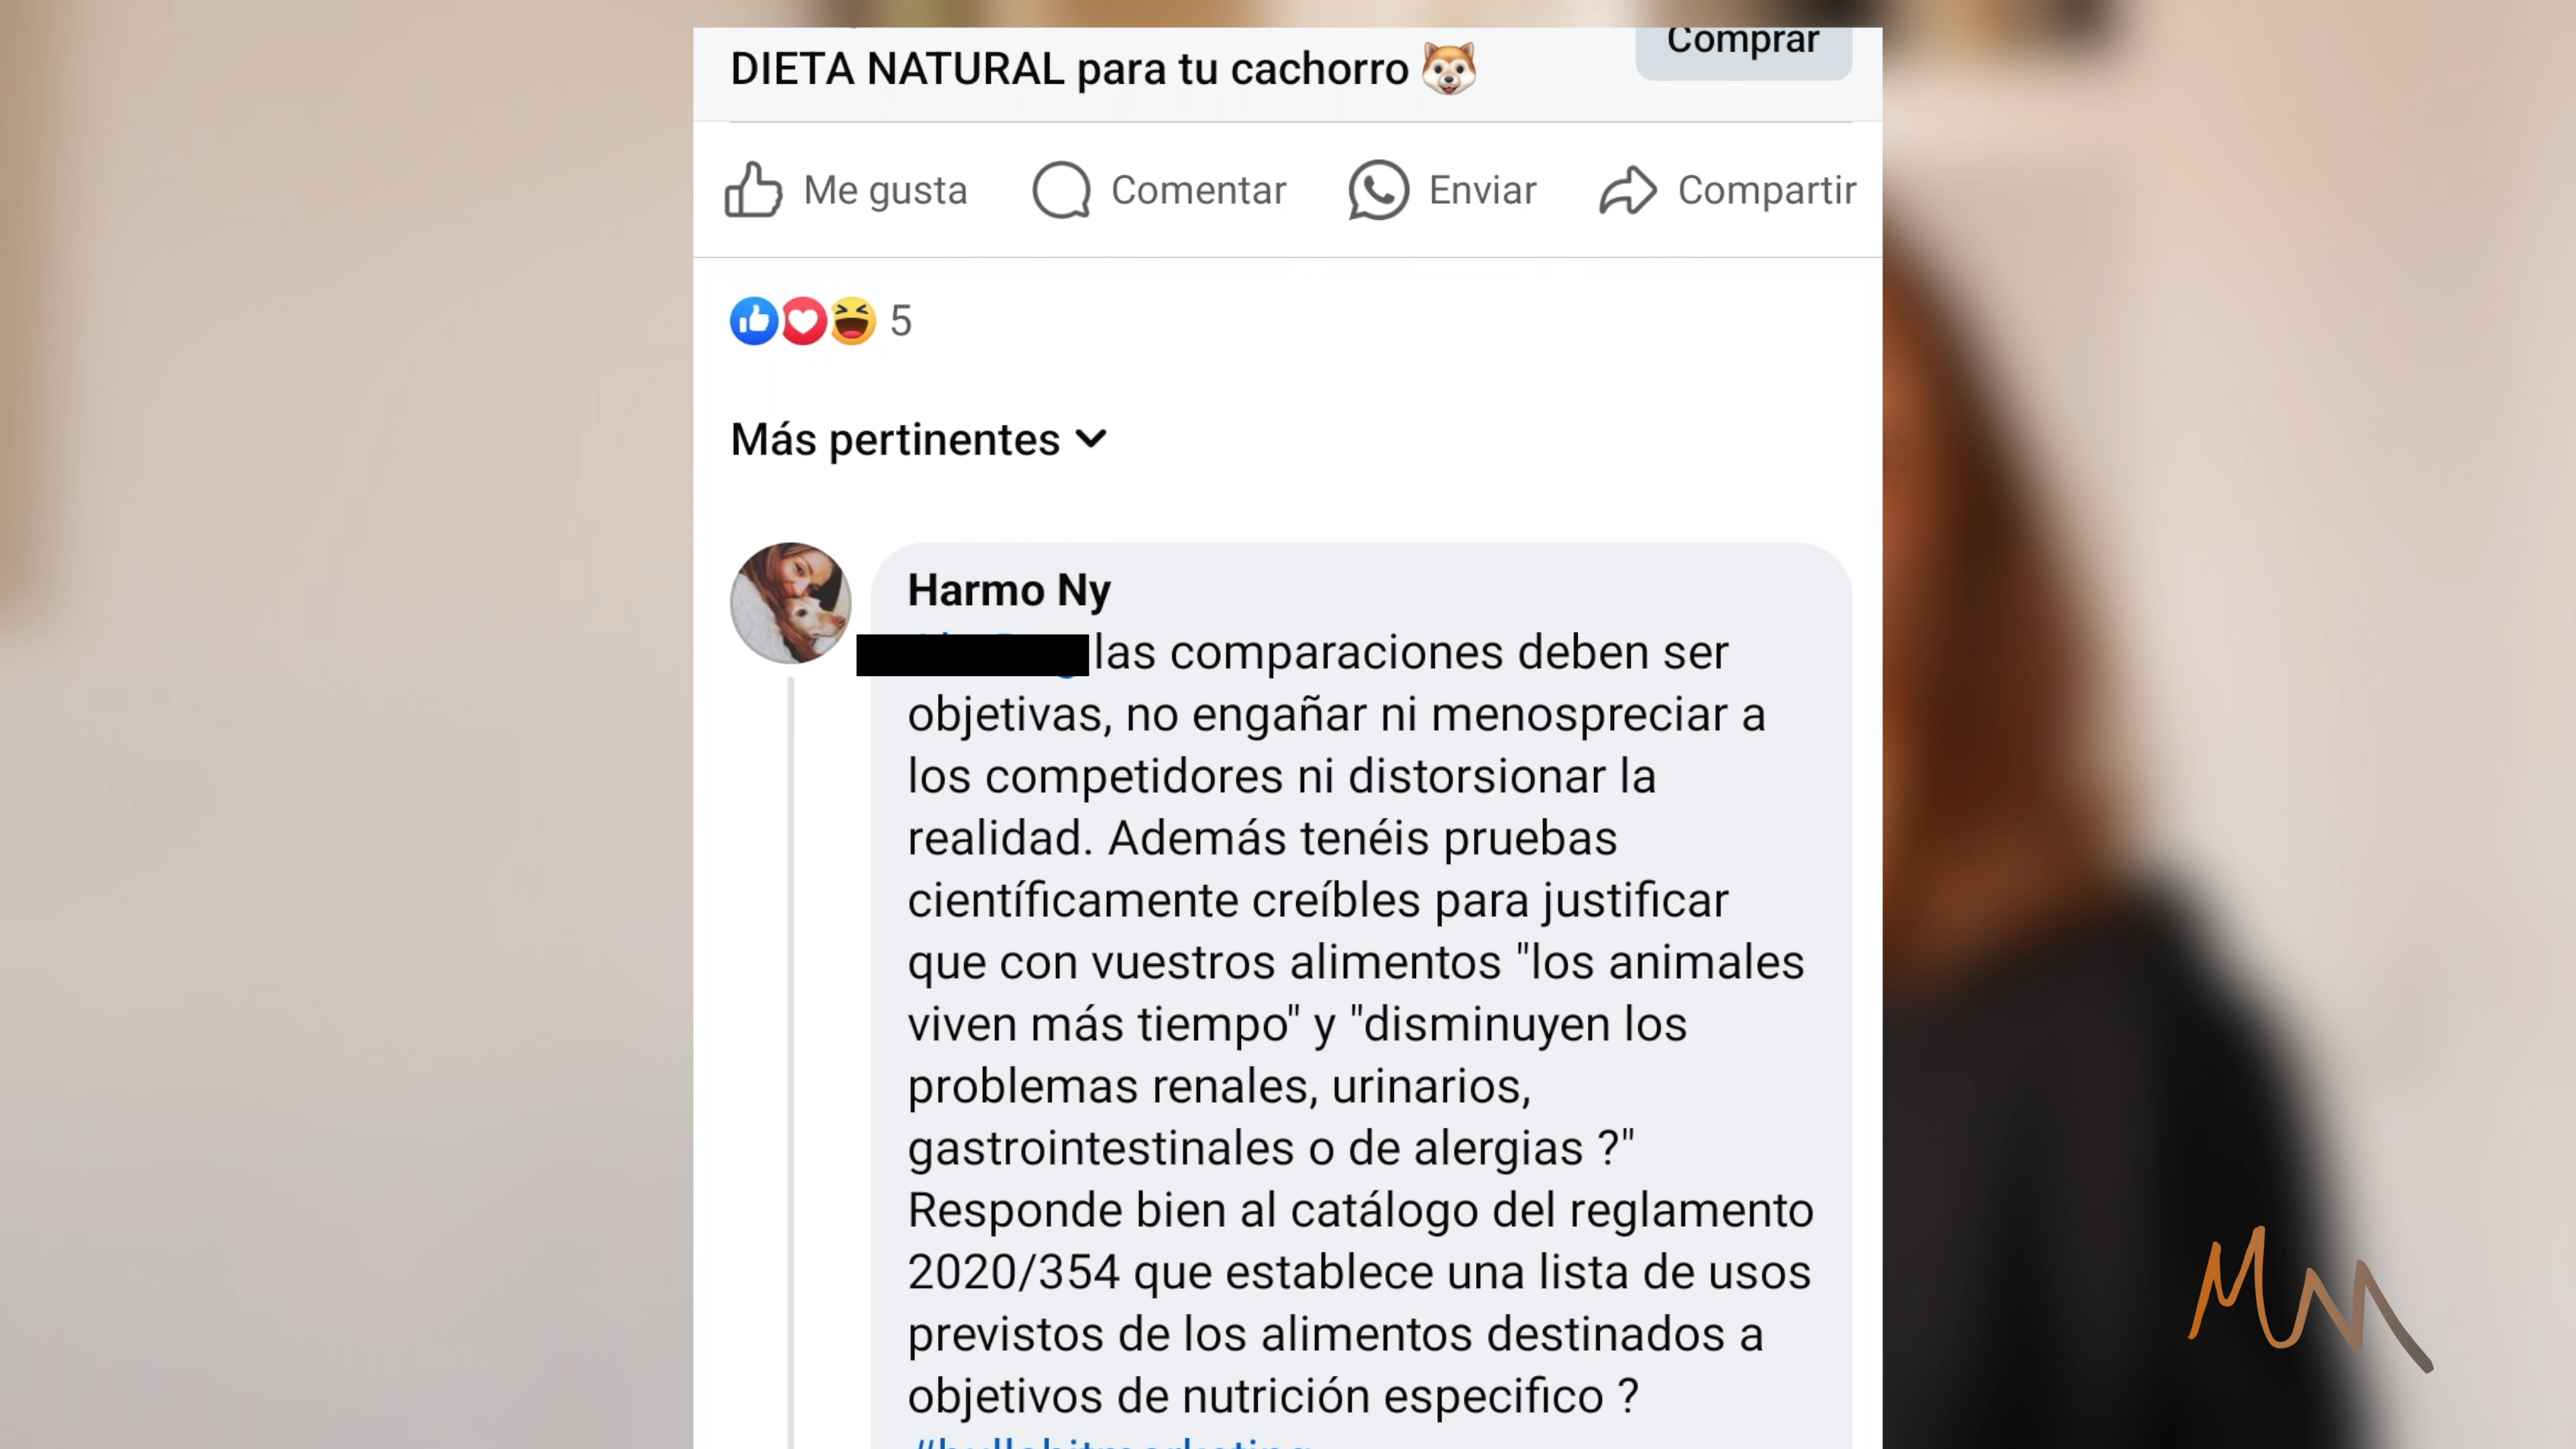 DIETA NATURAL para tu cachorro
Comprar
Me gusta
Comentar
Enviar
Compartir
5
Más pertinentes
Harmo Ny
las comparaciones deben ser
objetivas, no engañar ni menospreciar a
los competidores ni distorsionar la
realidad. Además tenéis pruebas
científicamente creíbles para justificar
que con vuestros alimentos "los animales
viven más tiempo" y "disminuyen los
problemas renales, urinarios,
gastrointestinales o de alergias ?"
Responde bien al catálogo del reglamento
2020/354 que establece una lista de usos
previstos de los alimentos destinados a
objetivos de nutrición especifico ?